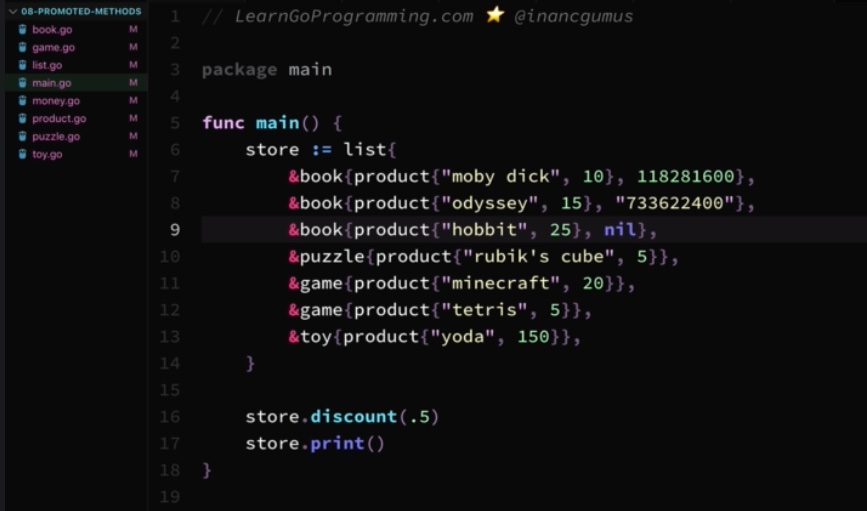 08-PROMOTED-METHODS
book.go M
game.go M
list.go M
main.go M
money.go M
product.go M
puzzle.go M
toy.go M
1 // LearnGoProgramming.com ⭐ @inancgumus
2
3 package main
4
5 func main() {
6     store := list{
7         &book{product{"moby dick", 10}, 118281600},
8         &book{product{"odyssey", 15}, "733622400"},
9         &book{product{"hobbit", 25}, nil},
10         &puzzle{product{"rubik's cube", 5}},
11         &game{product{"minecraft", 20}},
12         &game{product{"tetris", 5}},
13         &toy{product{"yoda", 150}},
14     }
15
16     store.discount(.5)
17     store.print()
18 }
19